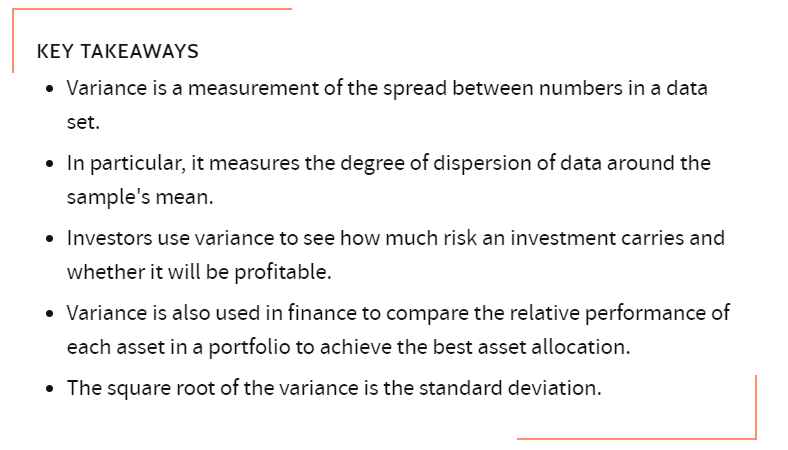 KEY TAKEAWAYS
• Variance is a measurement of the spread between numbers in a data
set.
• In particular, it measures the degree of dispersion of data around the
sample's mean.
• Investors use variance to see how much risk an investment carries and
whether it will be profitable.
• Variance is also used in finance to compare the relative performance of
each asset in a portfolio to achieve the best asset allocation.
• The square root of the variance is the standard deviation.